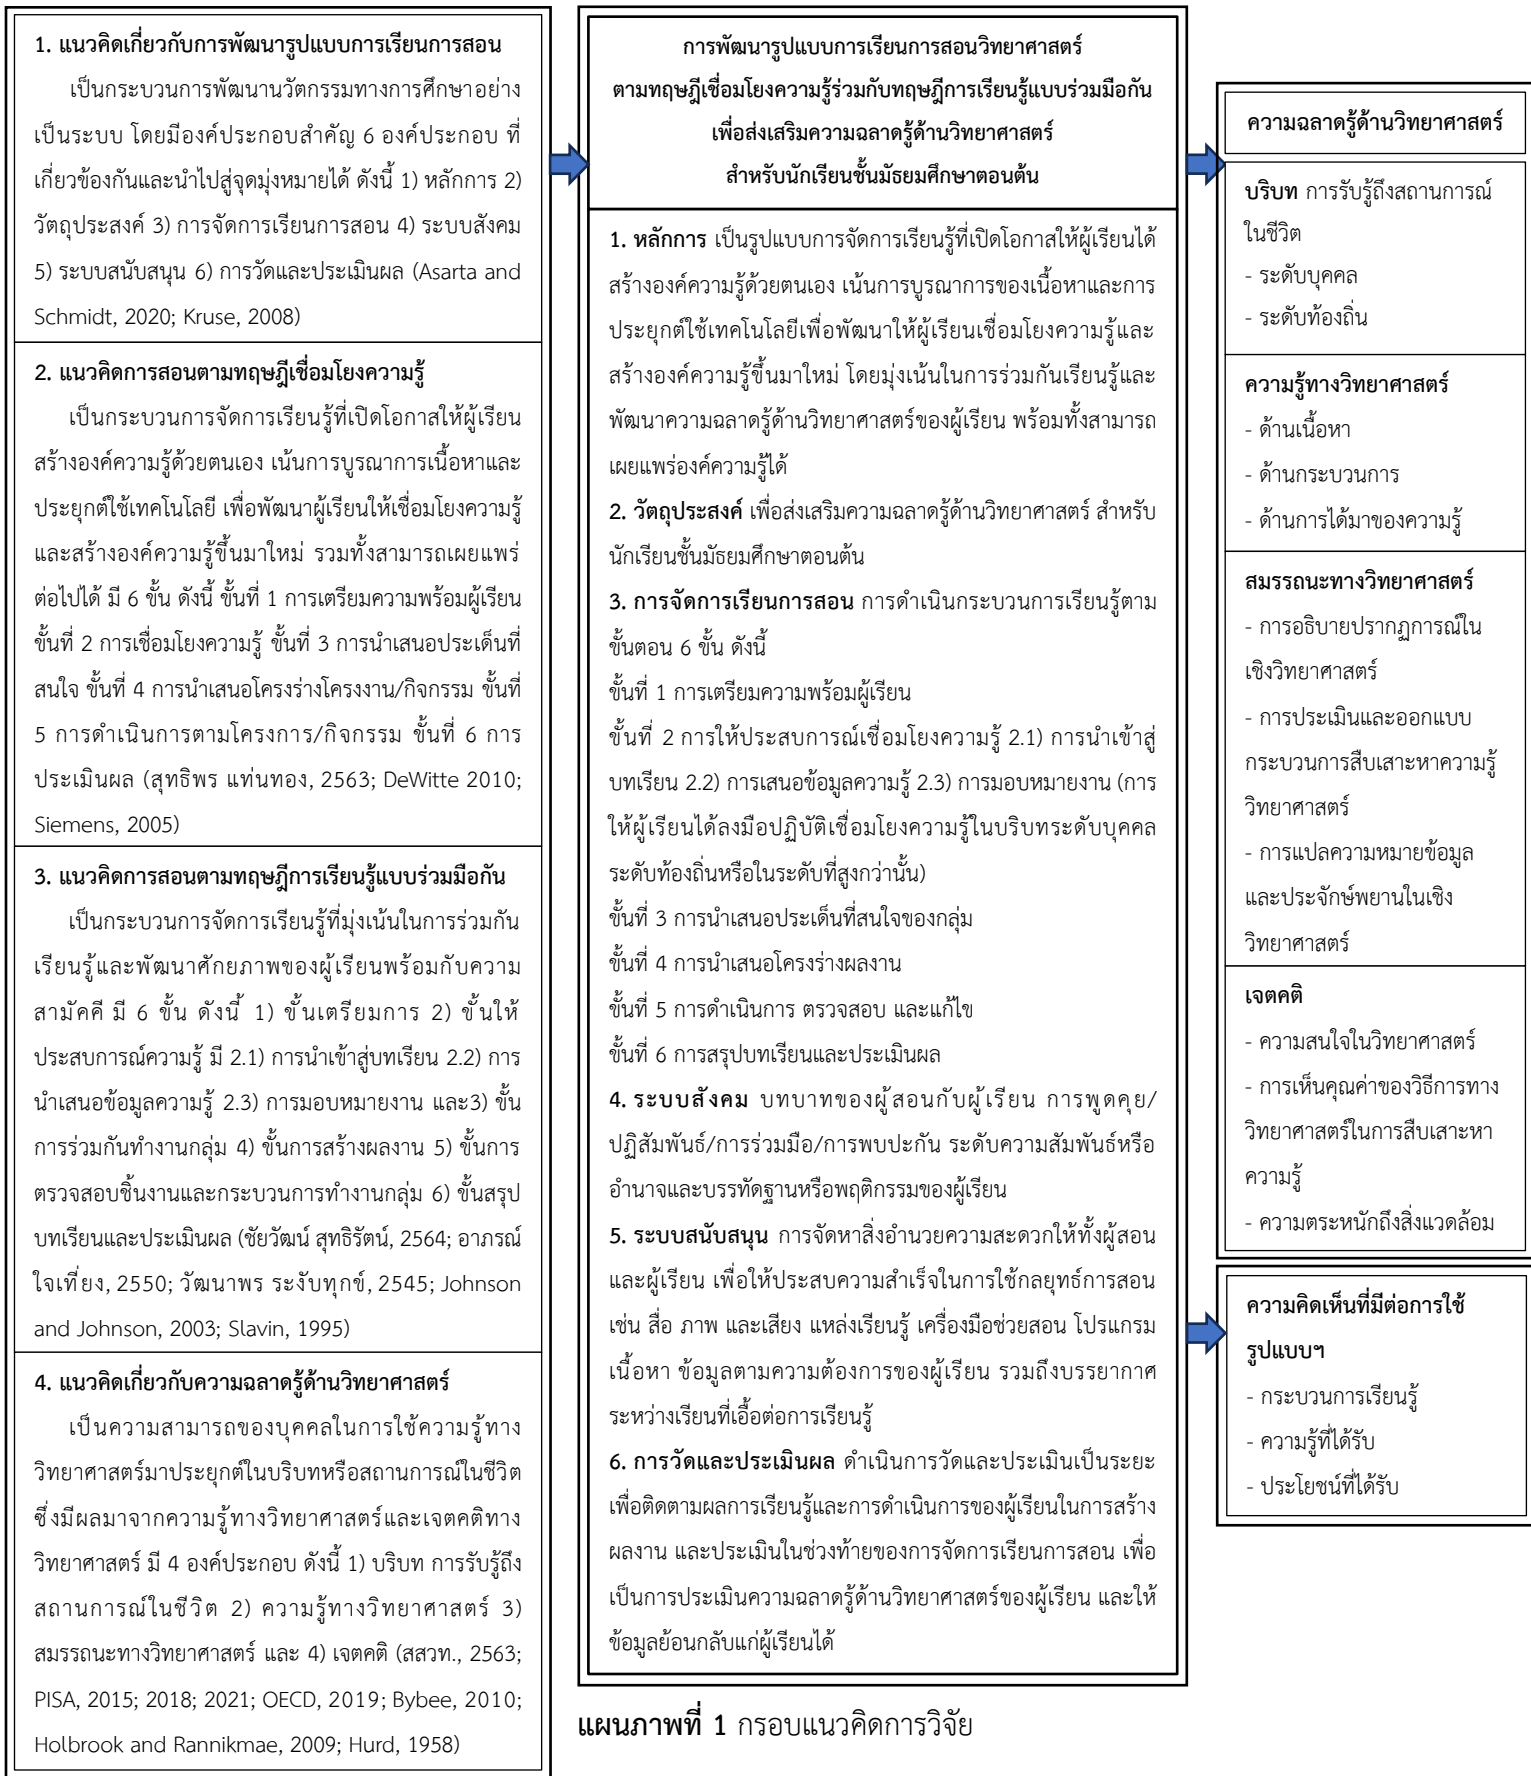 1. แนวคิดเกี่ยวกับการพัฒนารูปแบบการเรียนการสอน
เป็นกระบวนการพัฒนานวัตกรรมทางการศึกษาอย่าง
เป็นระบบ โดยมีองค์ประกอบสำคัญ 6 องค์ประกอบ ที่
เกี่ยวข้องกันและนำไปสู่จุดมุ่งหมายได้ ดังนี้ 1) หลักการ 2)
วัตถุประสงค์ 3) การจัดการเรียนการสอน 4) ระบบสังคม
5) ระบบสนับสนุน 6) การวัดและประเมินผล (Asarta and
Schmidt, 2020; Kruse, 2008)
2. แนวคิดการสอนตามทฤษฎีเชื่อมโยงความรู้
เป็นกระบวนการจัดการเรียนรู้ที่เปิดโอกาสให้ผู้เรียน
สร้างองค์ความรู้ด้วยตนเอง เน้นการบูรณาการเนื้อหาและ
ประยุกต์ใช้เทคโนโลยี เพื่อพัฒนาผู้เรียนให้เชื่อมโยงความรู้
และสร้างองค์ความรู้ขึ้นมาใหม่ รวมทั้งสามารถเผยแพร่
ต่อไปได้ มี 6 ขั้น ดังนี้ ขั้นที่ 1 การเตรียมความพร้อมผู้เรียน
ขั้นที่ 2 การเชื่อมโยงความรู้ ขั้นที่ 3 การนำเสนอประเด็นที่
สนใจ ขั้นที่ 4 การนำเสนอโครงร่างโครงงาน/กิจกรรม ขั้นที่
5 การดำเนินการตามโครงการ/กิจกรรม ขั้นที่ 6 การ
ประเมินผล (สุทธิพร แท่นทอง, 2563; DeWitte 2010;
Siemens, 2005)
3. แนวคิดการสอนตามทฤษฎีการเรียนรู้แบบร่วมมือกัน
เป็นกระบวนการจัดการเรียนรู้ที่มุ่งเน้นในการร่วมกัน
เรียนรู้และพัฒนาศักยภาพของผู้เรียนพร้อมกับความ
สามัคคี มี 6 ขั้น ดังนี้ 1) ขั้นเตรียมการ 2) ขั้นให้
ประสบการณ์ความรู้ มี 2.1) การนำเข้าสู่บทเรียน 2.2) การ
นำเสนอข้อมูลความรู้ 2.3) การมอบหมายงาน และ3) ขั้น
การร่วมกันทำงานกลุ่ม 4) ขั้นการสร้างผลงาน 5) ขั้นการ
ตรวจสอบชิ้นงานและกระบวนการทำงานกลุ่ม 6) ขั้นสรุป
บทเรียนและประเมินผล (ชัยวัฒน์ สุทธิรัตน์, 2564; อาภรณ์
ใจเที่ยง, 2550; วัฒนาพร ระงับทุกข์, 2545; Johnson
and Johnson, 2003; Slavin, 1995)
4. แนวคิดเกี่ยวกับความฉลาดรู้ด้านวิทยาศาสตร์
เป็นความสามารถของบุคคลในการใช้ความรู้ทาง
วิทยาศาสตร์มาประยุกต์ในบริบทหรือสถานการณ์ในชีวิต
ซึ่งมีผลมาจากความรู้ทางวิทยาศาสตร์และเจตคติทาง
วิทยาศาสตร์ มี 4 องค์ประกอบ ดังนี้ 1) บริบท การรับรู้ถึง
สถานการณ์ในชีวิต 2) ความรู้ทางวิทยาศาสตร์ 3)
สมรรถนะทางวิทยาศาสตร์ และ 4) เจตคติ (สสวท., 2563;
PISA, 2015; 2018; 2021; OECD, 2019; Bybee, 2010;
Holbrook and Rannikmae, 2009; Hurd, 1958)
การพัฒนารูปแบบการเรียนการสอนวิทยาศาสตร์
ตามทฤษฎีเชื่อมโยงความรู้ร่วมกับทฤษฎีการเรียนรู้แบบร่วมมือกัน
เพื่อส่งเสริมความฉลาดรู้ด้านวิทยาศาสตร์
สำหรับนักเรียนชั้นมัธยมศึกษาตอนต้น
1. หลักการ เป็นรูปแบบการจัดการเรียนรู้ที่เปิดโอกาสให้ผู้เรียนได้
สร้างองค์ความรู้ด้วยตนเอง เน้นการบูรณาการของเนื้อหาและการ
ประยุกต์ใช้เทคโนโลยีเพื่อพัฒนาให้ผู้เรียนเชื่อมโยงความรู้และ
สร้างองค์ความรู้ขึ้นมาใหม่ โดยมุ่งเน้นในการร่วมกันเรียนรู้และ
พัฒนาความฉลาดรู้ด้านวิทยาศาสตร์ของผู้เรียน พร้อมทั้งสามารถ
เผยแพร่องค์ความรู้ได้
2. วัตถุประสงค์ เพื่อส่งเสริมความฉลาดรู้ด้านวิทยาศาสตร์ สำหรับ
นักเรียนชั้นมัธยมศึกษาตอนต้น
3. การจัดการเรียนการสอน การดำเนินกระบวนการเรียนรู้ตาม
ขั้นตอน 6 ขั้น ดังนี้
ขั้นที่ 1 การเตรียมความพร้อมผู้เรียน
ขั้นที่ 2 การให้ประสบการณ์เชื่อมโยงความรู้ 2.1) การนำเข้าสู่
บทเรียน 2.2) การเสนอข้อมูลความรู้ 2.3) การมอบหมายงาน (การ
ให้ผู้เรียนได้ลงมือปฏิบัติเชื่อมโยงความรู้ในบริบทระดับบุคคล
ระดับท้องถิ่นหรือในระดับที่สูงกว่านั้น)
ขั้นที่ 3 การนำเสนอประเด็นที่สนใจของกลุ่ม
ขั้นที่ 4 การนำเสนอโครงร่างผลงาน
ขั้นที่ 5 การดำเนินการ ตรวจสอบ และแก้ไข
ขั้นที่ 6 การสรุปบทเรียนและประเมินผล
4. ระบบสังคม บทบาทของผู้สอนกับผู้เรียน การพูดคุย/
ปฏิสัมพันธ์/การร่วมมือ/การพบปะกัน ระดับความสัมพันธ์หรือ
อำนาจและบรรทัดฐานหรือพฤติกรรมของผู้เรียน
5. ระบบสนับสนุน การจัดหาสิ่งอำนวยความสะดวกให้ทั้งผู้สอน
และผู้เรียน เพื่อให้ประสบความสำเร็จในการใช้กลยุทธ์การสอน
เช่น สื่อ ภาพ และเสียง แหล่งเรียนรู้ เครื่องมือช่วยสอน โปรแกรม
เนื้อหา ข้อมูลตามความต้องการของผู้เรียน รวมถึงบรรยากาศ
ระหว่างเรียนที่เอื้อต่อการเรียนรู้
6. การวัดและประเมินผล ดำเนินการวัดและประเมินเป็นระยะ
เพื่อติดตามผลการเรียนรู้และการดำเนินการของผู้เรียนในการสร้าง
ผลงาน และประเมินในช่วงท้ายของการจัดการเรียนการสอน เพื่อ
เป็นการประเมินความฉลาดรู้ด้านวิทยาศาสตร์ของผู้เรียน และให้
ข้อมูลย้อนกลับแก่ผู้เรียนได้
ความฉลาดรู้ด้านวิทยาศาสตร์
บริบท การรับรู้ถึงสถานการณ์
ในชีวิต
- ระดับบุคคล
- ระดับท้องถิ่น
ความรู้ทางวิทยาศาสตร์
- ด้านเนื้อหา
- ด้านกระบวนการ
- ด้านการได้มาของความรู้
สมรรถนะทางวิทยาศาสตร์
- การอธิบายปรากฏการณ์ใน
เชิงวิทยาศาสตร์
- การประเมินและออกแบบ
กระบวนการสืบเสาะหาความรู้
วิทยาศาสตร์
- การแปลความหมายข้อมูล
และประจักษ์พยานในเชิง
วิทยาศาสตร์
เจตคติ
- ความสนใจในวิทยาศาสตร์
- การเห็นคุณค่าของวิธีการทาง
วิทยาศาสตร์ในการสืบเสาะหา
ความรู้
- ความตระหนักถึงสิ่งแวดล้อม
ความคิดเห็นที่มีต่อการใช้
รูปแบบฯ
- กระบวนการเรียนรู้
- ความรู้ที่ได้รับ
- ประโยชน์ที่ได้รับ
แผนภาพที่ 1 กรอบแนวคิดการวิจัย